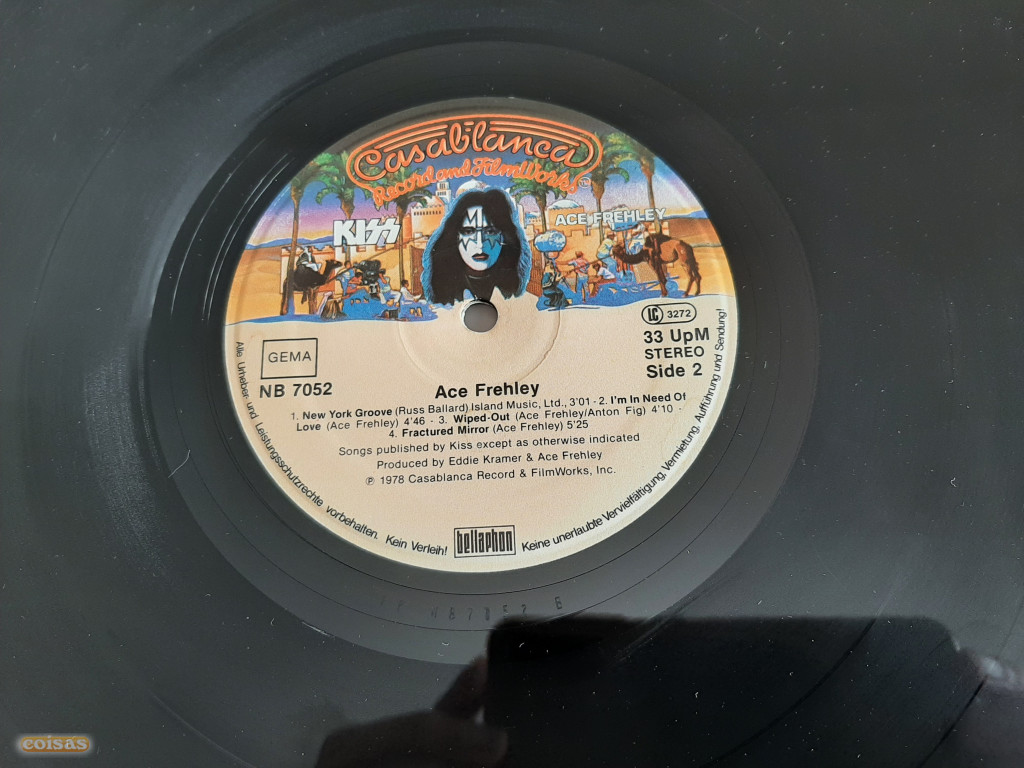 Casablanca
Record and FilmWorks
TM
KISS
ACE FREHLEY
LC 3272
GEMA
33 UpM
STEREO
NB 7052
Side 2
Ace Frehley
1. New York Groove (Russ Ballard) Island Music, Ltd., 3'01 - 2. I'm In Need Of
Love (Ace Frehley) 4'46 - 3. Wiped-Out (Ace Frehley/Anton Fig) 4'10 -
4. Fractured Mirror (Ace Frehley) 5'25
Songs published by Kiss except as otherwise indicated
Produced by Eddie Kramer & Ace Frehley
℗ 1978 Casablanca Record & FilmWorks, Inc.
Alle Urheber- und Leistungsschutzrechte vorbehalten. Kein Verleih!
bellaphon
Keine unerlaubte Vervielfältigung, Vermietung, Aufführung und Sendung!
coisas